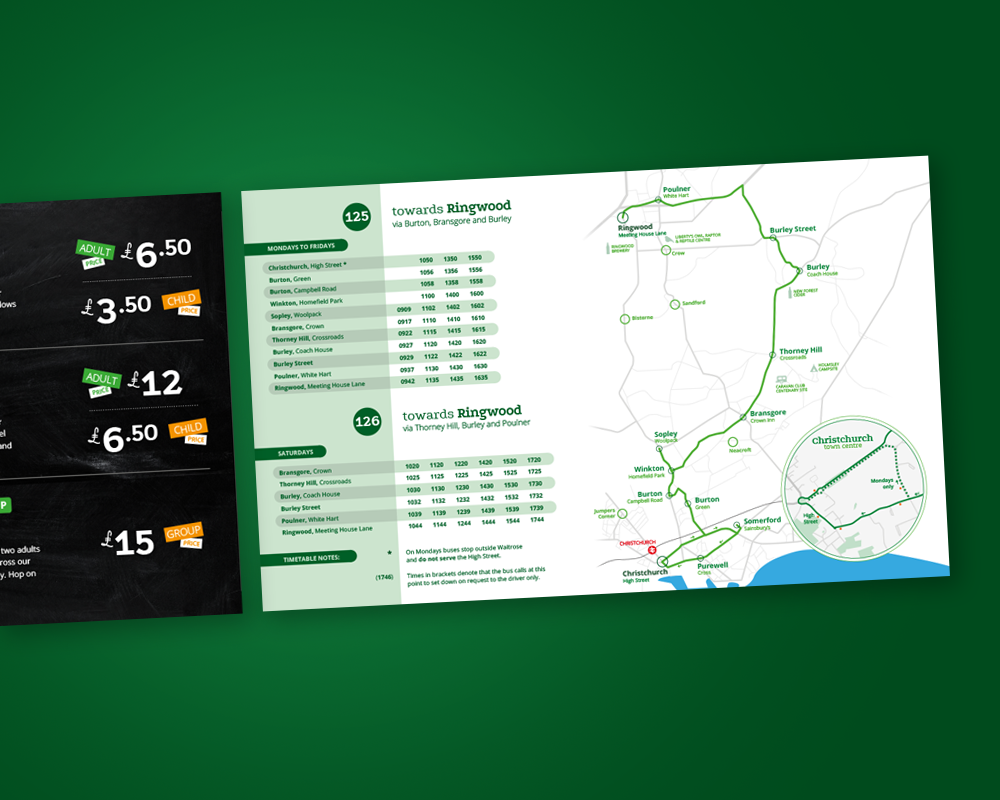 ADULT PRICE £6.50
lows
£3.50 CHILD PRICE
ADULT PRICE £12
el
and
£6.50 CHILD PRICE
P
two adults
cross our
y. Hop on
£15 GROUP PRICE
125 towards Ringwood
via Burton, Bransgore and Burley
MONDAYS TO FRIDAYS
Christchurch, High Street * 1050 1350 1550
Burton, Green 1056 1356 1556
Burton, Campbell Road 1058 1358 1558
Winkton, Homefield Park 1100 1400 1600
Sopley, Woolpack 0909 1102 1402 1602
Bransgore, Crown 0917 1110 1410 1610
Thorney Hill, Crossroads 0922 1115 1415 1615
Burley, Coach House 0927 1120 1420 1620
Burley Street 0929 1122 1422 1622
Poulner, White Hart 0937 1130 1430 1630
Ringwood, Meeting House Lane 0942 1135 1435 1635
126 towards Ringwood
via Thorney Hill, Burley and Poulner
SATURDAYS
Bransgore, Crown 1020 1120 1220 1420 1520 1720
Thorney Hill, Crossroads 1025 1125 1225 1425 1525 1725
Burley, Coach House 1030 1130 1230 1430 1530 1730
Burley Street 1032 1132 1232 1432 1532 1732
Poulner, White Hart 1039 1139 1239 1439 1539 1739
Ringwood, Meeting House Lane 1044 1144 1244 1444 1544 1744
TIMETABLE NOTES:
* On Mondays buses stop outside Waitrose
and do not serve the High Street.
(1746) Times in brackets denote that the bus calls at this
point to set down on request to the driver only.
Poulner
White Hart
Ringwood
Meeting House Lane
RINGWOOD
BREWERY
LIBERTY'S OWL, RAPTOR
& REPTILE CENTRE
Crow
Burley Street
Burley
Coach House
NEW FOREST
CIDER
Sandford
Bisterne
Thorney Hill
Crossroads
HOLMSLEY
CAMPSITE
CARAVAN CLUB
CENTENARY SITE
Bransgore
Crown Inn
Neacroft
Sopley
Woolpack
Winkton
Homefield Park
Burton
Campbell Road
Burton
Green
Jumpers
Corner
Somerford
Sainsbury's
CHRISTCHURCH
Christchurch
High Street
Purewell
Cross
Christchurch
town centre
Mondays
only
High
Street